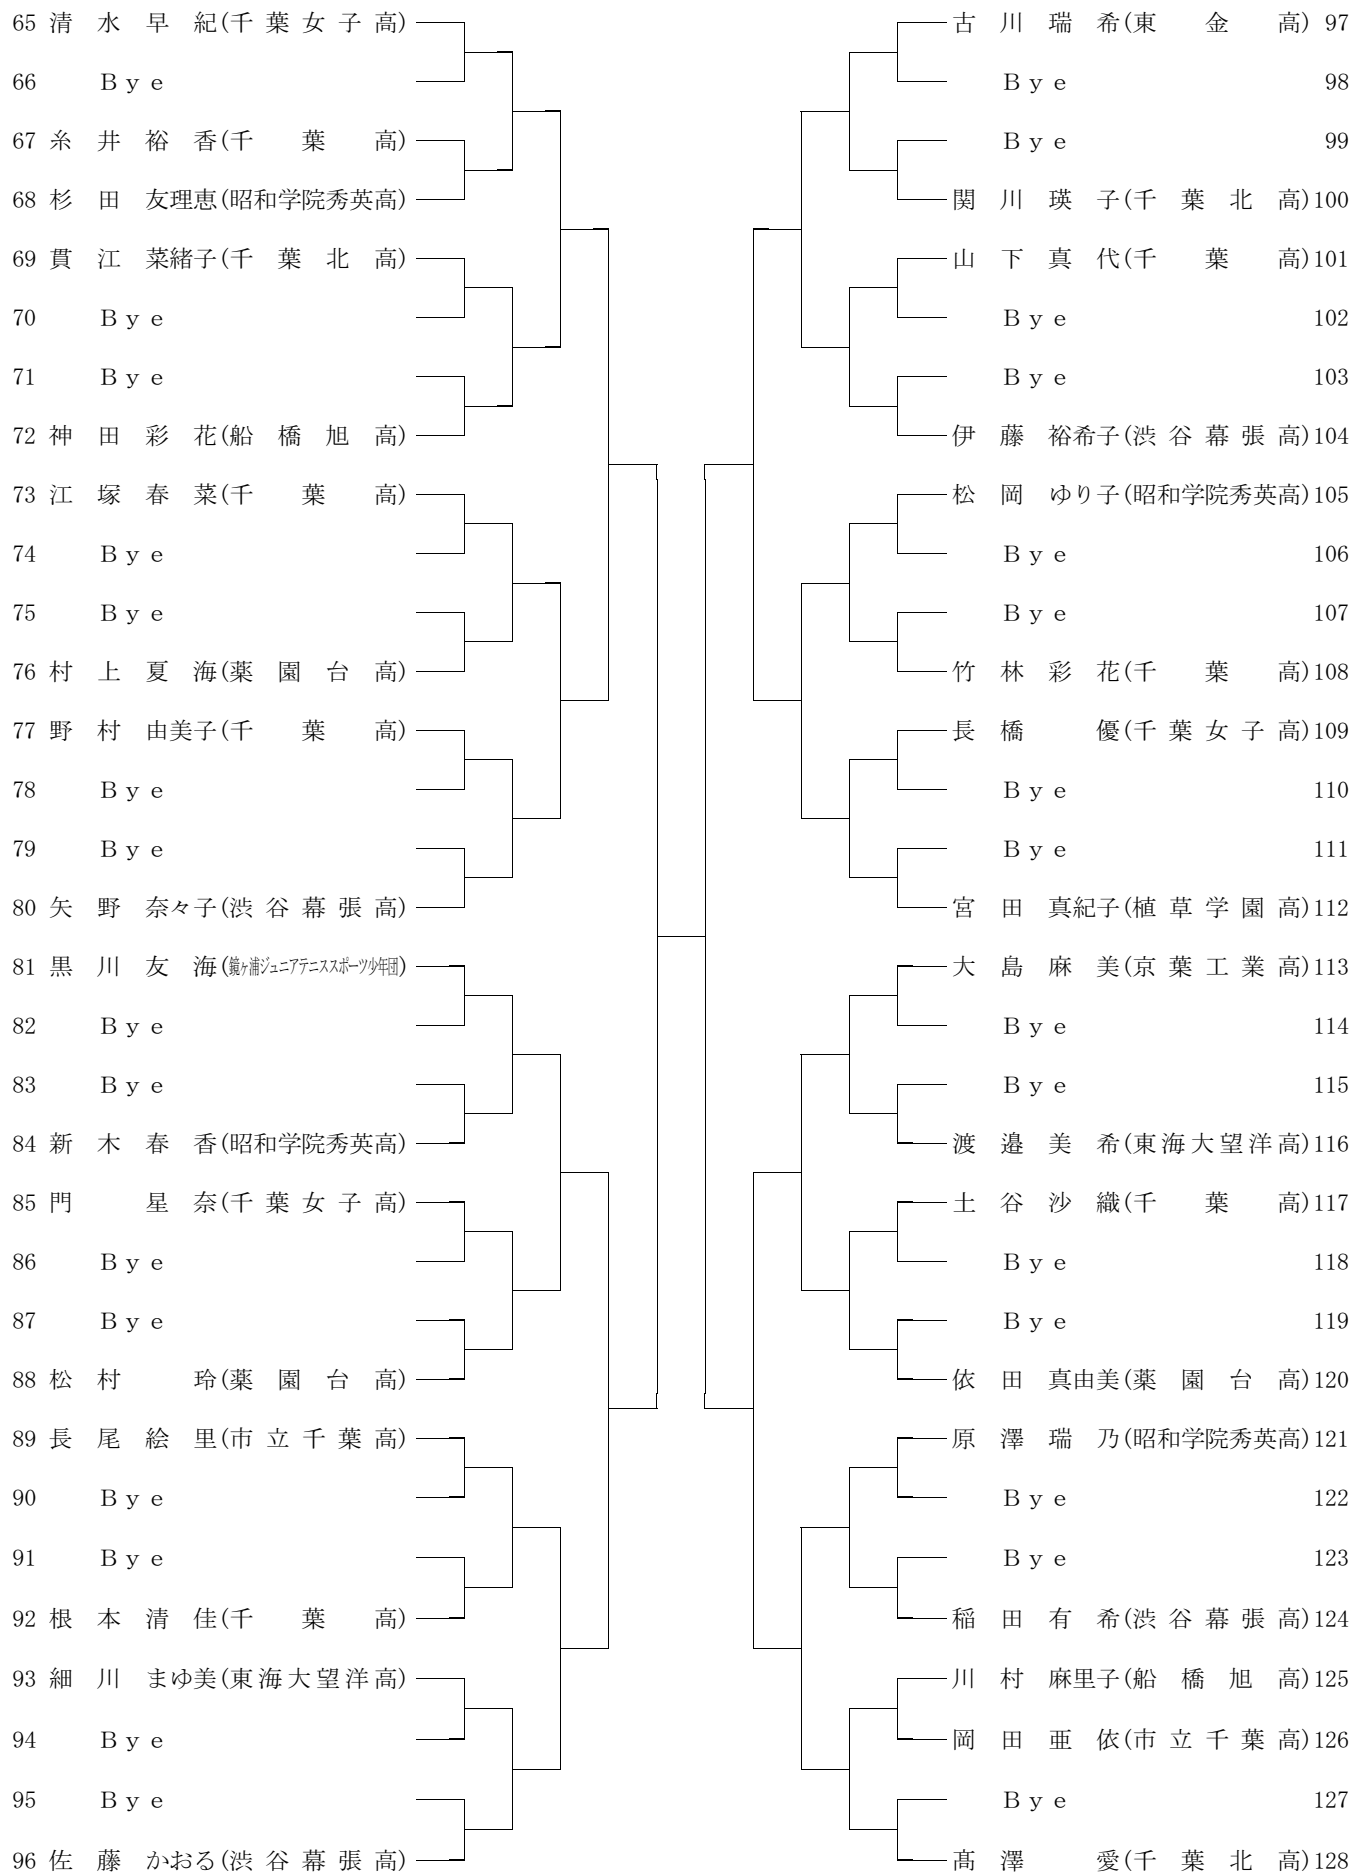 65 清 水 早 紀(千 葉 女 子 高)
66 Ｂｙｅ
67 糸 井 裕 香(千 葉 高)
68 杉 田 友理恵(昭和学院秀英高)
69 貫 江 菜緒子(千 葉 北 高)
70 Ｂｙｅ
71 Ｂｙｅ
72 神 田 彩 花(船 橋 旭 高)
73 江 塚 春 菜(千 葉 高)
74 Ｂｙｅ
75 Ｂｙｅ
76 村 上 夏 海(薬 園 台 高)
77 野 村 由美子(千 葉 高)
78 Ｂｙｅ
79 Ｂｙｅ
80 矢 野 奈々子(渋 谷 幕 張 高)
81 黒 川 友 海(鏡ヶ浦ジュニアテニススポーツ少年団)
82 Ｂｙｅ
83 Ｂｙｅ
84 新 木 春 香(昭和学院秀英高)
85 門 星 奈(千 葉 女 子 高)
86 Ｂｙｅ
87 Ｂｙｅ
88 松 村 玲(薬 園 台 高)
89 長 尾 絵 里(市 立 千 葉 高)
90 Ｂｙｅ
91 Ｂｙｅ
92 根 本 清 佳(千 葉 高)
93 細 川 まゆ美(東 海 大 望 洋 高)
94 Ｂｙｅ
95 Ｂｙｅ
96 佐 藤 かおる(渋 谷 幕 張 高)
古 川 瑞 希(東 金 高) 97
Ｂｙｅ 98
Ｂｙｅ 99
関 川 瑛 子(千 葉 北 高)100
山 下 真 代(千 葉 高)101
Ｂｙｅ 102
Ｂｙｅ 103
伊 藤 裕希子(渋 谷 幕 張 高)104
松 岡 ゆり子(昭和学院秀英高)105
Ｂｙｅ 106
Ｂｙｅ 107
竹 林 彩 花(千 葉 高)108
長 橋 優(千 葉 女 子 高)109
Ｂｙｅ 110
Ｂｙｅ 111
宮 田 真紀子(植 草 学 園 高)112
大 島 麻 美(京 葉 工 業 高)113
Ｂｙｅ 114
Ｂｙｅ 115
渡 邉 美 希(東 海 大 望 洋 高)116
土 谷 沙 織(千 葉 高)117
Ｂｙｅ 118
Ｂｙｅ 119
依 田 真由美(薬 園 台 高)120
原 澤 瑞 乃(昭和学院秀英高)121
Ｂｙｅ 122
Ｂｙｅ 123
稲 田 有 希(渋 谷 幕 張 高)124
川 村 麻里子(船 橋 旭 高)125
岡 田 亜 依(市 立 千 葉 高)126
Ｂｙｅ 127
髙 澤 愛(千 葉 北 高)128